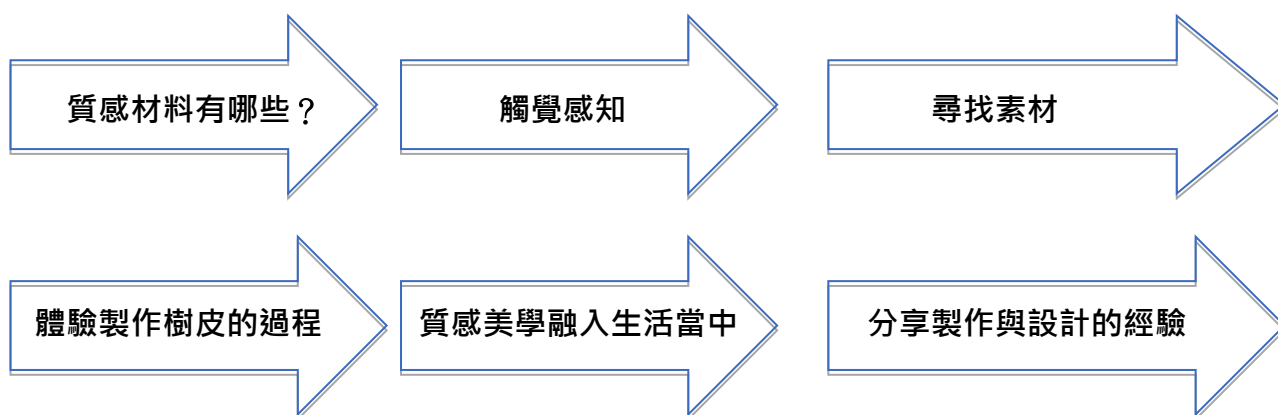 質感材料有哪些？
觸覺感知
尋找素材
體驗製作樹皮的過程
質感美學融入生活當中
分享製作與設計的經驗